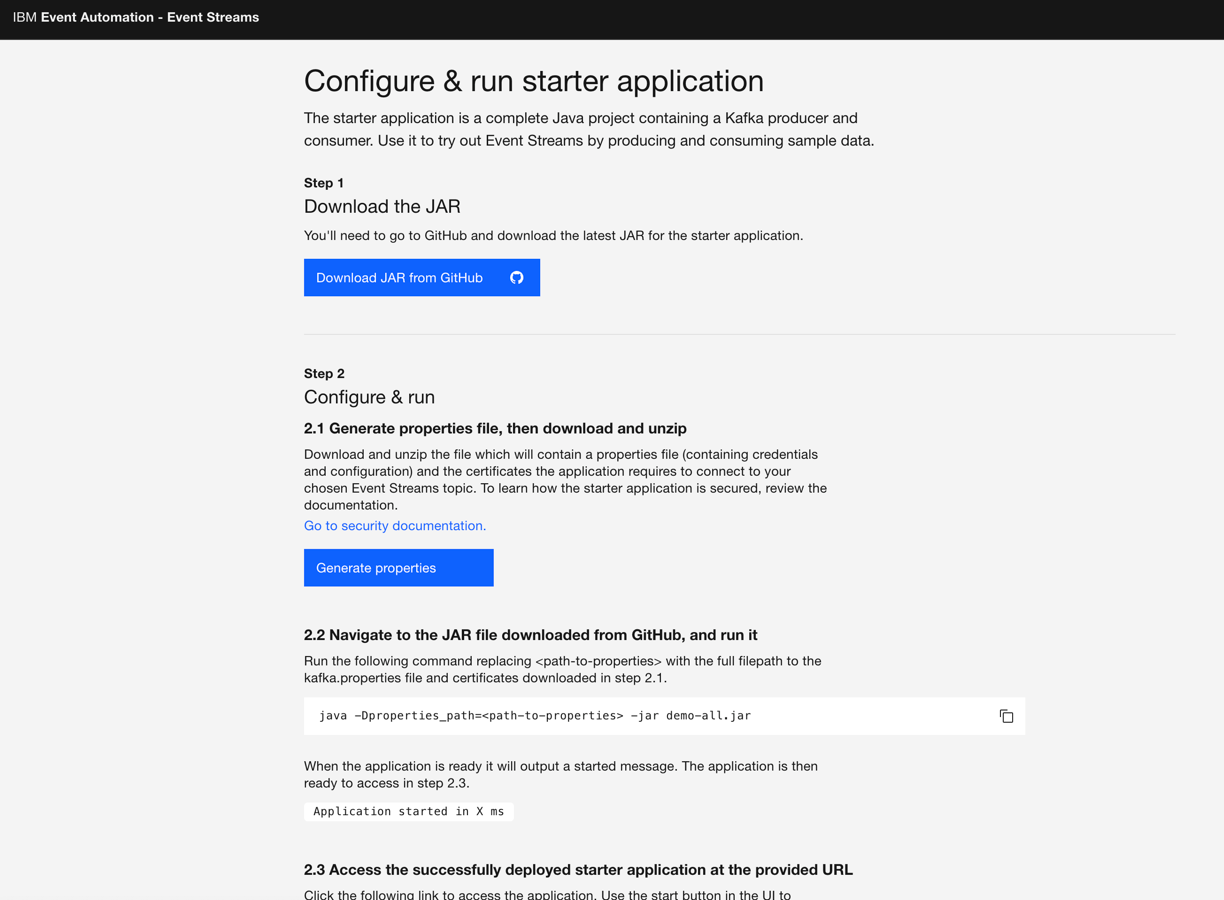 IBM Event Automation - Event Streams
Configure & run starter application
The starter application is a complete Java project containing a Kafka producer and
consumer. Use it to try out Event Streams by producing and consuming sample data.
Step 1
Download the JAR
You'll need to go to GitHub and download the latest JAR for the starter application.
Download JAR from GitHub
Step 2
Configure & run
2.1 Generate properties file, then download and unzip
Download and unzip the file which will contain a properties file (containing credentials
and configuration) and the certificates the application requires to connect to your
chosen Event Streams topic. To learn how the starter application is secured, review the
documentation.
Go to security documentation.
Generate properties
2.2 Navigate to the JAR file downloaded from GitHub, and run it
Run the following command replacing <path-to-properties> with the full filepath to the
kafka.properties file and certificates downloaded in step 2.1.
java -Dproperties_path=<path-to-properties> -jar demo-all.jar
When the application is ready it will output a started message. The application is then
ready to access in step 2.3.
Application started in X ms
2.3 Access the successfully deployed starter application at the provided URL
Click the following link to access the application. Use the start button in the UI to